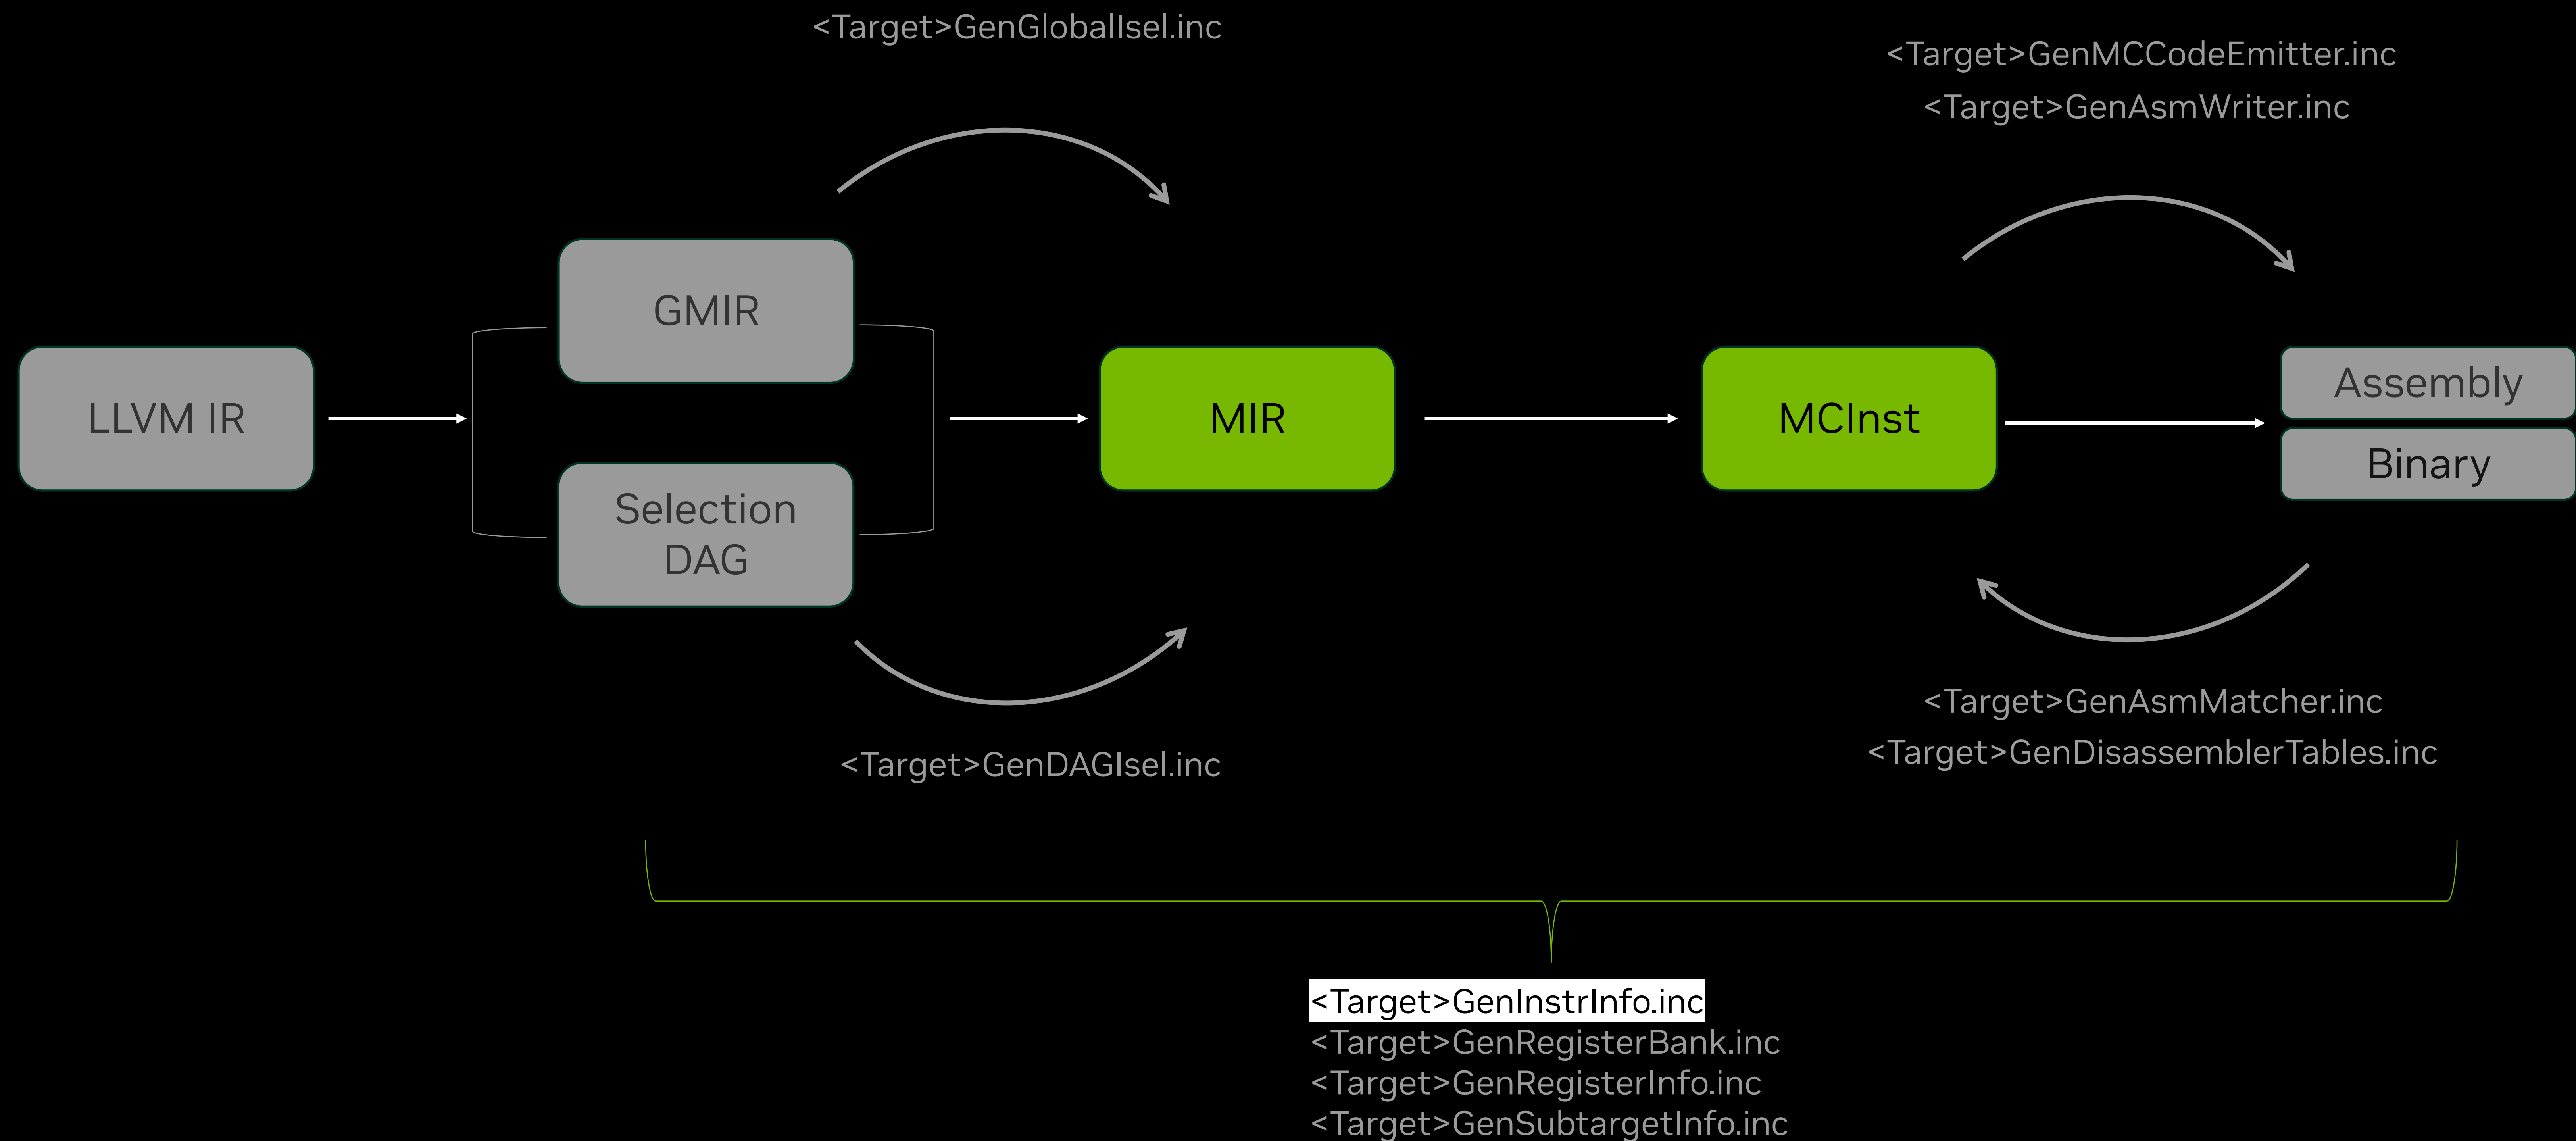 <Target>GenGlobalIsel.inc
<Target>GenMCCodeEmitter.inc
<Target>GenAsmWriter.inc
GMIR
LLVM IR
MIR
MCInst
Assembly
Binary
Selection
DAG
<Target>GenAsmMatcher.inc
<Target>GenDisassemblerTables.inc
<Target>GenDAGIsel.inc
<Target>GenInstrInfo.inc
<Target>GenRegisterBank.inc
<Target>GenRegisterInfo.inc
<Target>GenSubtargetInfo.inc